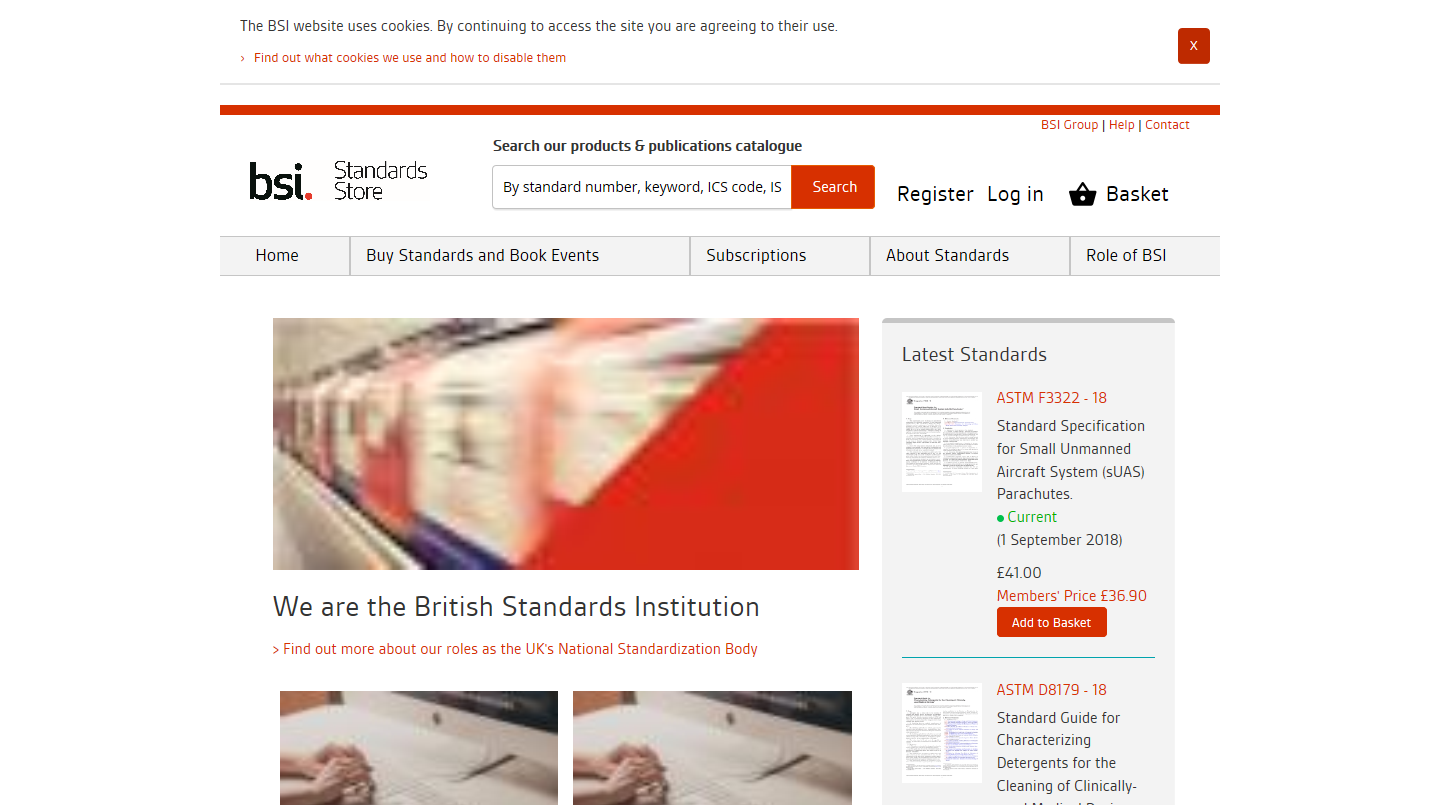 The BSI website uses cookies. By continuing to access the site you are agreeing to their use.
› Find out what cookies we use and how to disable them
X
BSI Group | Help | Contact
bsi. Standards Store
Search our products & publications catalogue
By standard number, keyword, ICS code, IS
Search
Register Log in Basket
Home
Buy Standards and Book Events
Subscriptions
About Standards
Role of BSI
We are the British Standards Institution
> Find out more about our roles as the UK's National Standardization Body
Latest Standards
ASTM F3322 - 18
Standard Specification
for Small Unmanned
Aircraft System (sUAS)
Parachutes.
Current
(1 September 2018)
£41.00
Members' Price £36.90
Add to Basket
ASTM D8179 - 18
Standard Guide for
Characterizing
Detergents for the
Cleaning of Clinically-